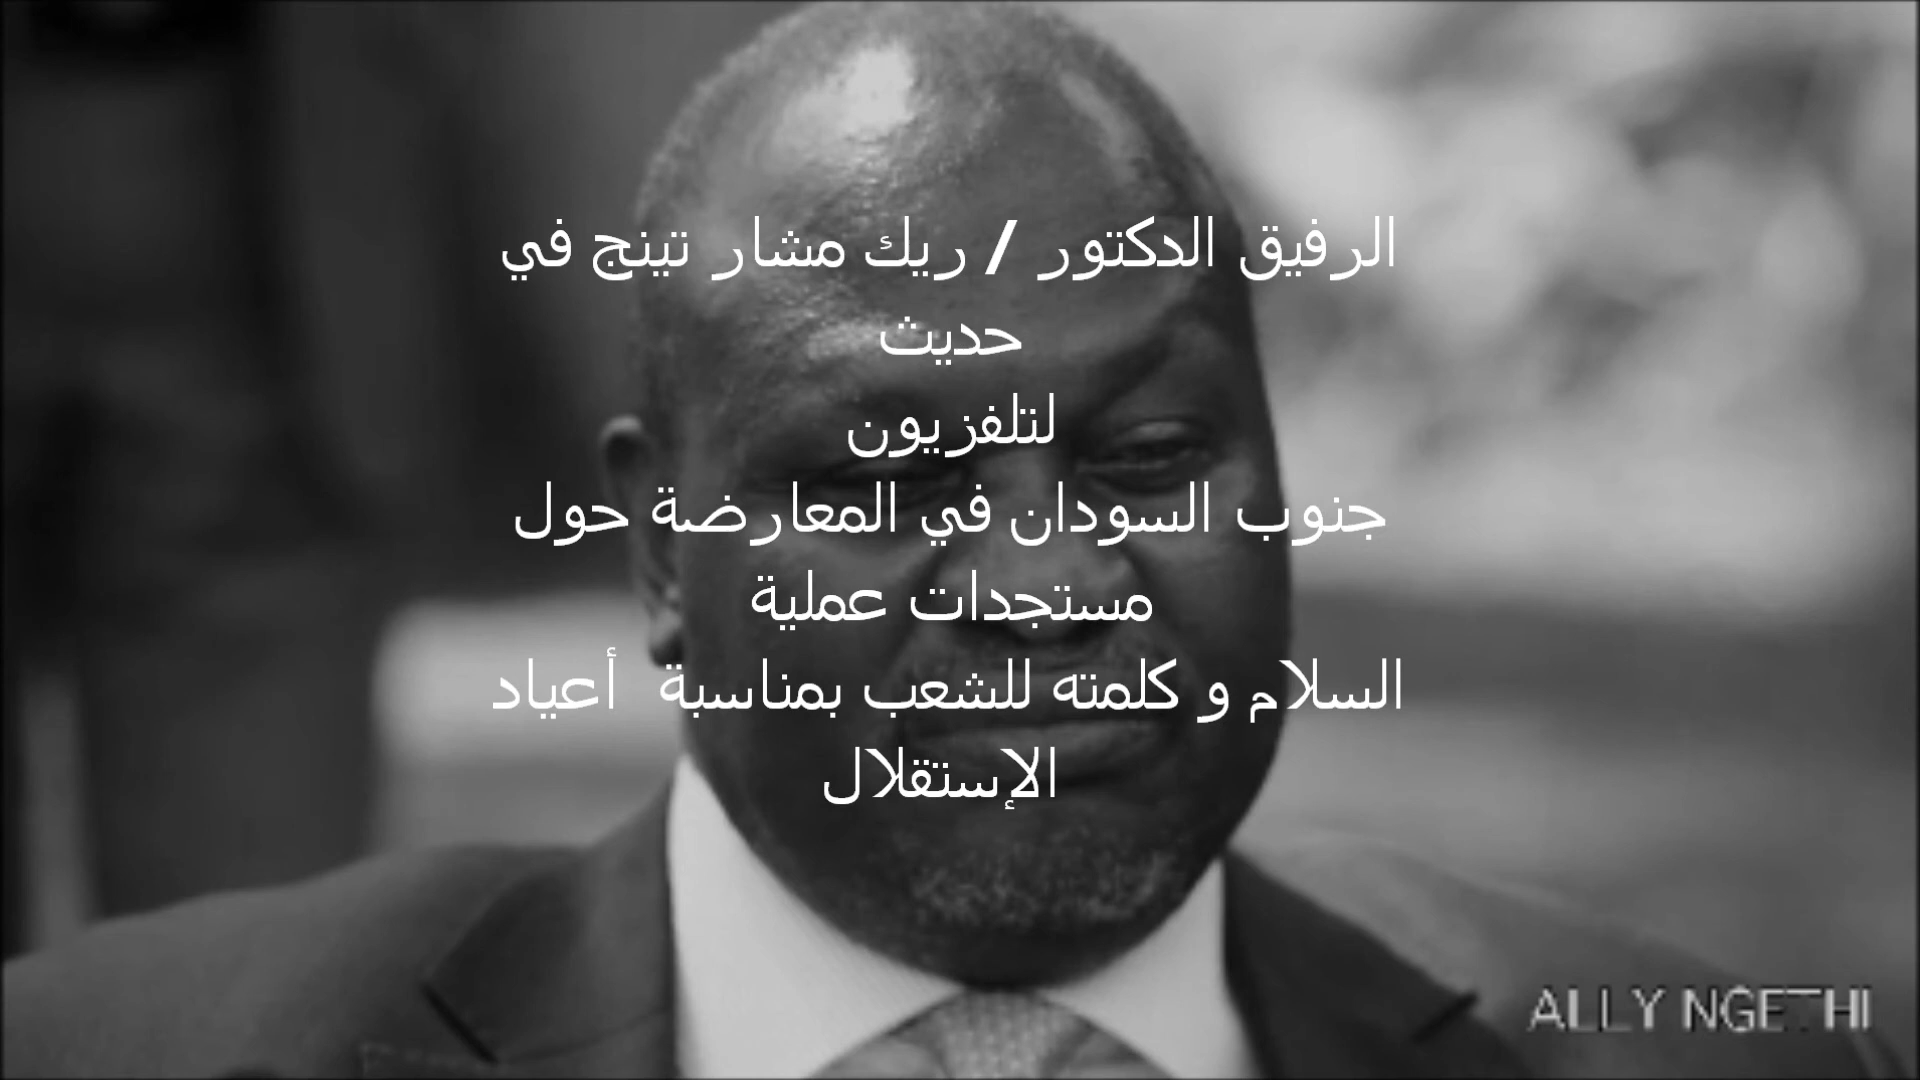 الرفيق الدكتور / ريك مشار تينج في
حديث
لتلفزيون
جنوب السودان في المعارضة حول
مستجدات عملية
السلام و كلمته للشعب بمناسبة أعياد
الإستقلال
ALLY NGETHI